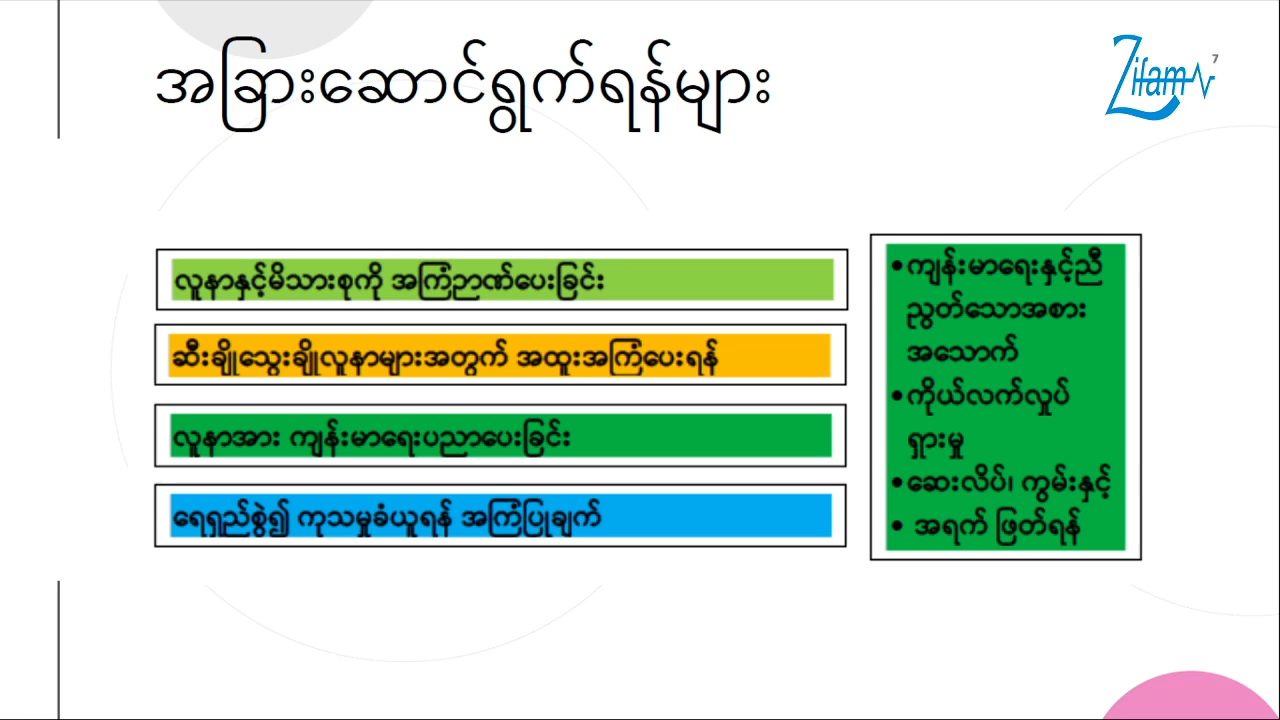 အခြားဆောင်ရွက်ရန်များ
Zifam
7
လူနာနှင့်မိသားစုကို အကြံဉာဏ်ပေးခြင်း
ဆီးချိုသွေးချိုလူနာများအတွက် အထူးအကြံပေးရန်
လူနာအား ကျန်းမာရေးပညာပေးခြင်း
ရေရှည်စွဲ၍ ကုသမှုခံယူရန် အကြံပြုချက်
•ကျန်းမာရေးနှင့်ညီ
ညွတ်သောအစား
အသောက်
•ကိုယ်လက်လှုပ်
ရှားမှု
•ဆေးလိပ်၊ ကွမ်းနှင့်
• အရက် ဖြတ်ရန်